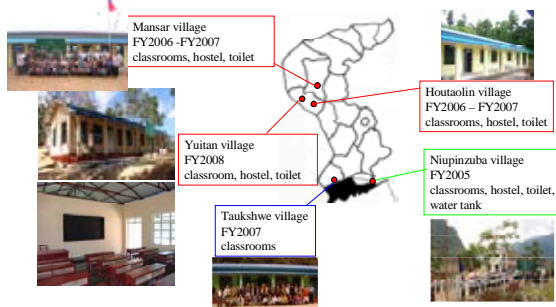 Mansar village
FY2006 -FY2007
classrooms, hostel, toilet
Houtaolin village
FY2006 – FY2007
classrooms, hostel, toilet
Yuitan village
FY2008
classroom, hostel, toilet
Niupinzuba village
FY2005
classrooms, hostel, toilet,
water tank
Taukshwe village
FY2007
classrooms